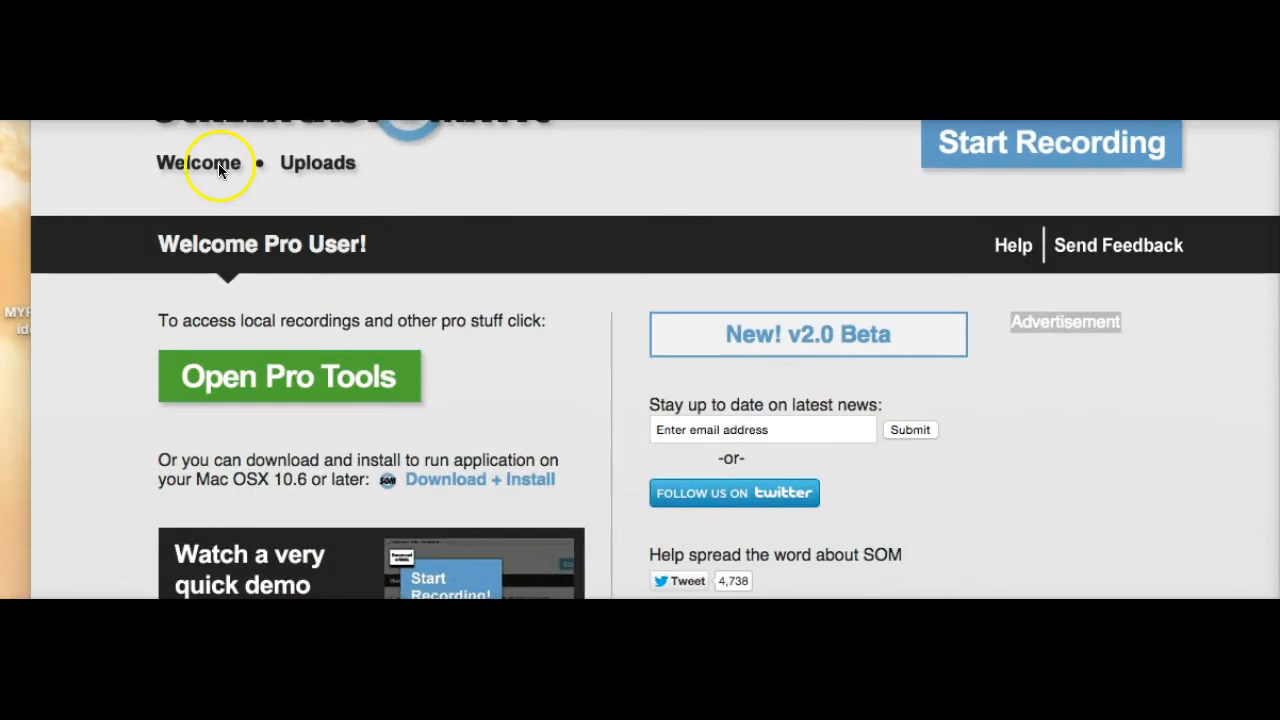 Start Recording
Welcome • Uploads
Welcome Pro User!
Help
Send Feedback
To access local recordings and other pro stuff click:
Open Pro Tools
Or you can download and install to run application on
your Mac OSX 10.6 or later: SOM Download + Install
Watch a very
quick demo
Start
Recording!
New! v2.0 Beta
Stay up to date on latest news:
Enter email address
Submit
-or-
FOLLOW US ON twitter
Help spread the word about SOM
Tweet 4,738
Advertisement